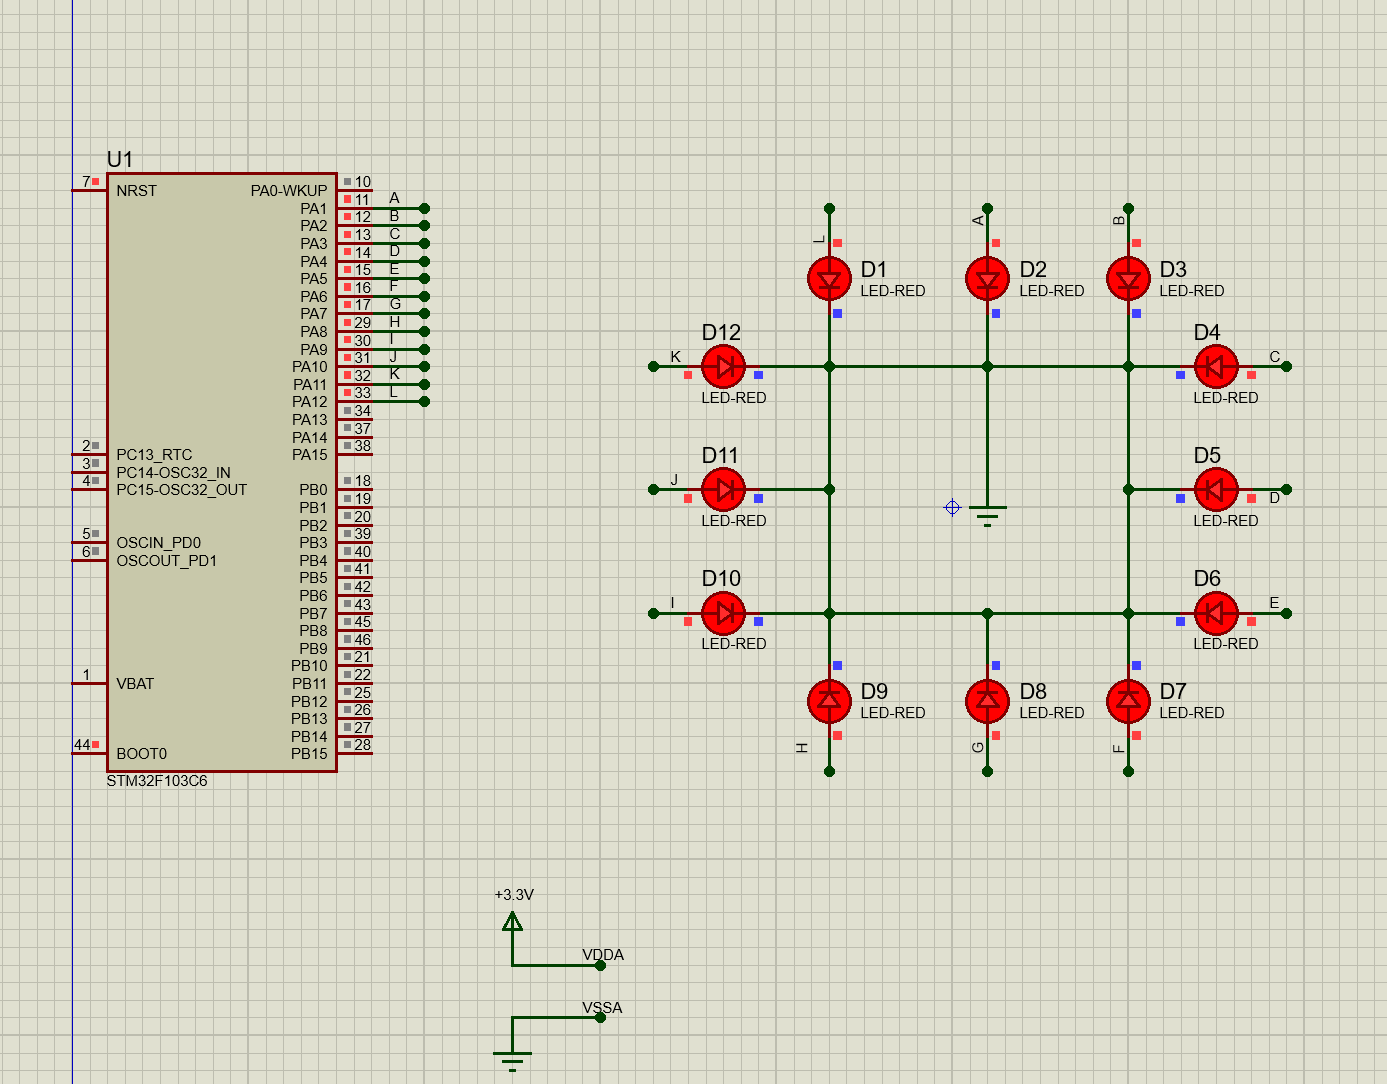 U1
7
NRST
2
PC13_RTC
3
PC14-OSC32_IN
4
PC15-OSC32_OUT
5
OSCIN_PD0
6
OSCOUT_PD1
1
VBAT
44
BOOT0
PA0-WKUP 10
PA1 11 A
PA2 12 B
PA3 13 C
PA4 14 D
PA5 15 E
PA6 16 F
PA7 17 G
PA8 29 H
PA9 30 I
PA10 31 J
PA11 32 K
PA12 33 L
PA13 34
PA14 37
PA15 38
PB0 18
PB1 19
PB2 20
PB3 39
PB4 40
PB5 41
PB6 42
PB7 43
PB8 45
PB9 46
PB10 21
PB11 22
PB12 25
PB13 26
PB14 27
PB15 28
STM32F103C6
L
D1
LED-RED
A
D2
LED-RED
B
D3
LED-RED
K
D12
LED-RED
D4
C
LED-RED
J
D11
LED-RED
D5
D
LED-RED
I
D10
LED-RED
D6
E
LED-RED
H
D9
LED-RED
G
D8
LED-RED
F
D7
LED-RED
+3.3V
VDDA
VSSA